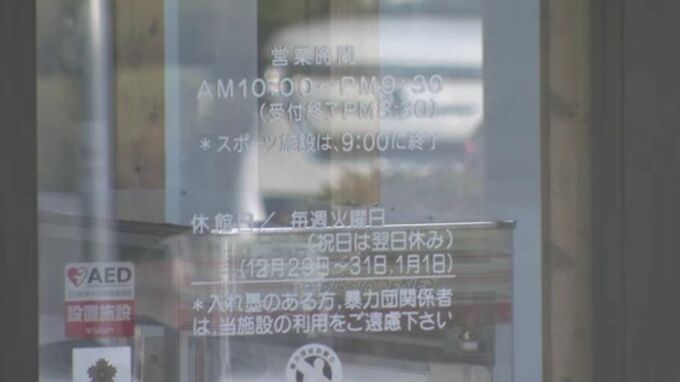 営業時間
AM10:00～PM9:30
(受付終了PM8:30)
＊スポーツ施設は、9:00に終了
休館日／毎週火曜日
(祝日は翌日休み)
(12月29日～31日,1月1日)
＊入れ墨のある方、暴力団関係者
は、当施設の利用をご遠慮下さい
AED
設置施設